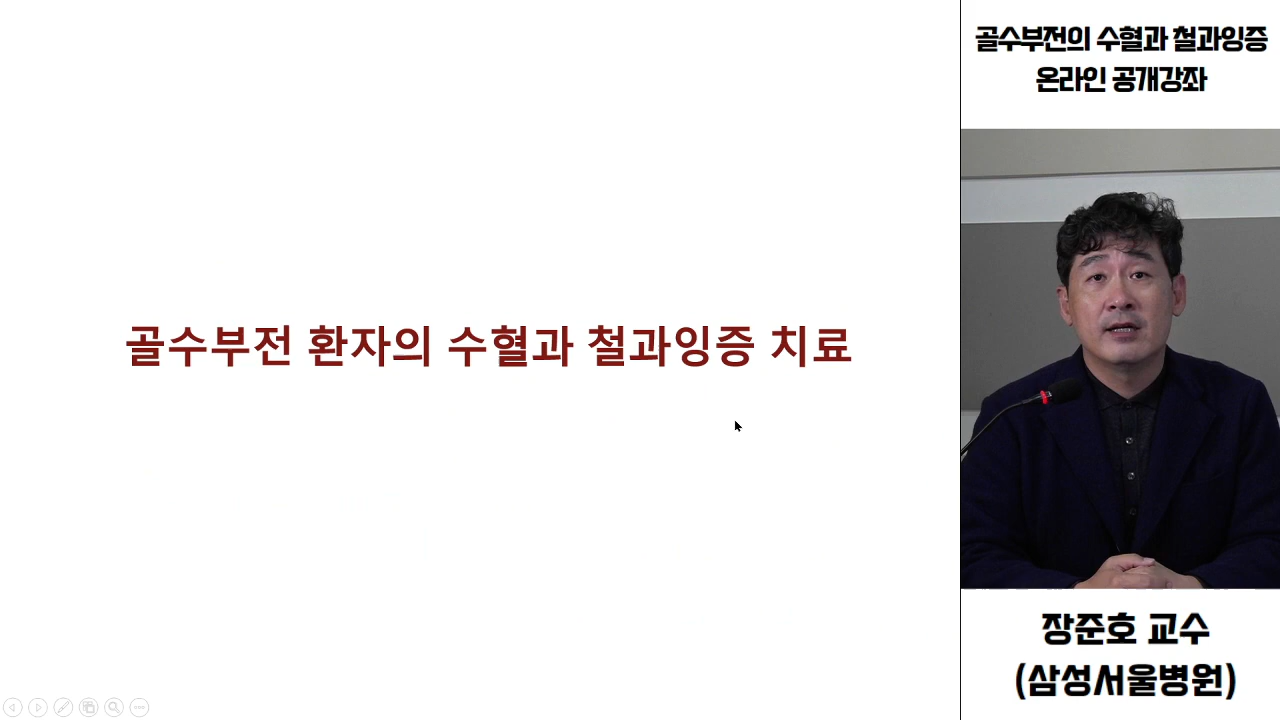 골수부전 환자의 수혈과 철과잉증 치료
골수부전의 수혈과 철과잉증
온라인 공개강좌
장준호 교수
(삼성서울병원)